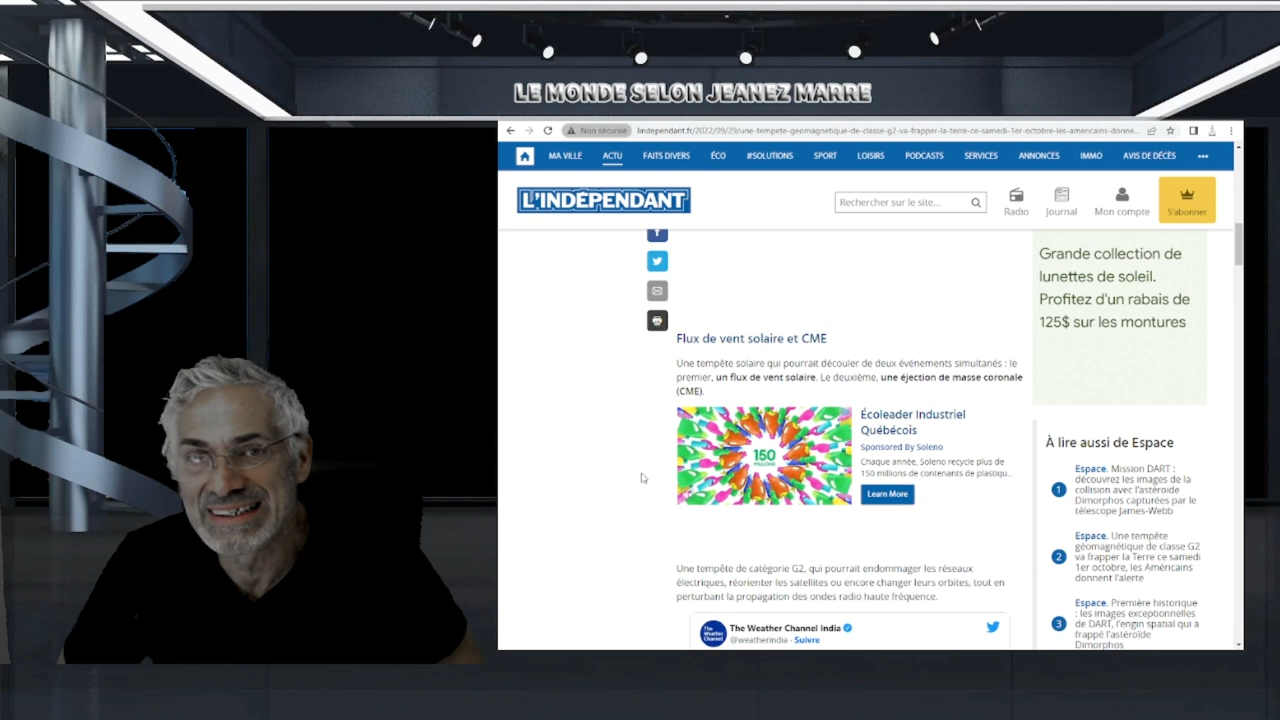 LE MONDE SELON JEANEZ MARRE
Non sécurisé lindependant.fr/2022/09/29/une-tempete-geomagnetique-de-classe-g2-va-frapper-la-terre-ce-samedi-1er-octobre-les-americains-donne...
MA VILLE ACTU FAITS DIVERS ÉCO #SOLUTIONS SPORT LOISIRS PODCASTS SERVICES ANNONCES IMMO AVIS DE DÉCÈS ...
L'INDÉPENDANT
Rechercher sur le site...
Radio Journal Mon compte S'abonner
Flux de vent solaire et CME
Une tempête solaire qui pourrait découler de deux événements simultanés : le
premier, un flux de vent solaire. Le deuxième, une éjection de masse coronale
(CME).
150
MILLIONS
Écoleader Industriel
Québécois
Sponsored By Soleno
Chaque année, Soleno recycle plus de
150 millions de contenants de plastiqu...
Learn More
Une tempête de catégorie G2, qui pourrait endommager les réseaux
électriques, réorienter les satellites ou encore changer leurs orbites, tout en
perturbant la propagation des ondes radio haute fréquence.
The
Weather
Channel
The Weather Channel India
@weatherindia · Suivre
Grande collection de
lunettes de soleil.
Profitez d'un rabais de
125$ sur les montures
À lire aussi de Espace
1
Espace. Mission DART :
découvrez les images de la
collision avec l'astéroïde
Dimorphos capturées par le
télescope James-Webb
2
Espace. Une tempête
géomagnétique de classe G2
va frapper la Terre ce samedi
1er octobre, les Américains
donnent l'alerte
3
Espace. Première historique
: les images exceptionnelles
de DART, l'engin spatial qui a
frappé l'astéroïde
Dimorphos